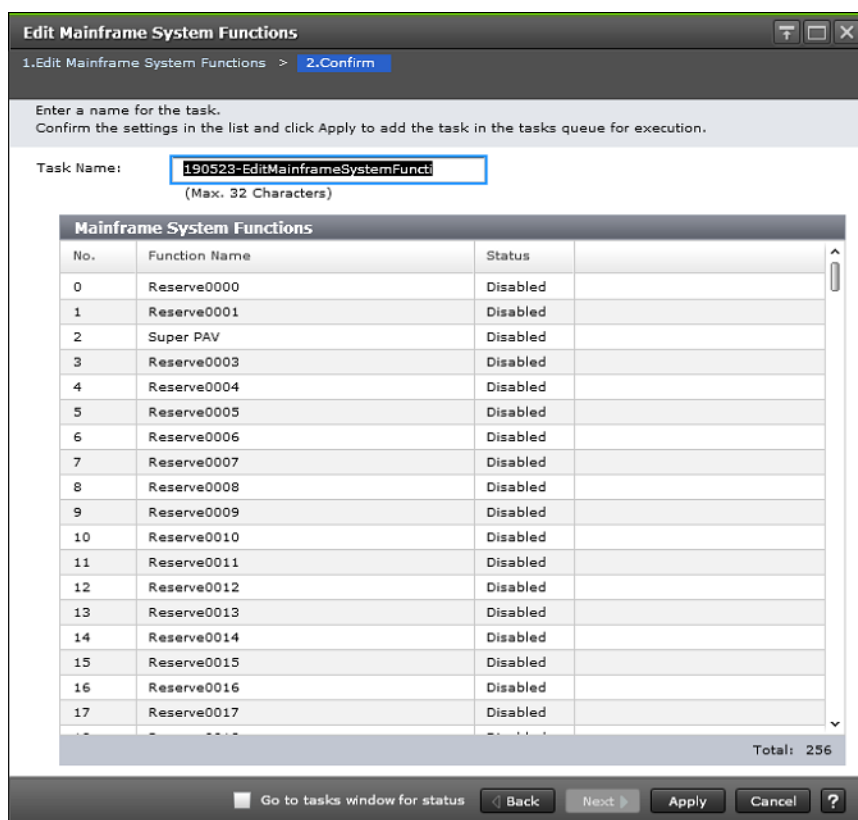 Edit Mainframe System Functions
1.Edit Mainframe System Functions > 2.Confirm
Enter a name for the task.
Confirm the settings in the list and click Apply to add the task in the tasks queue for execution.
Task Name: 190523-EditMainframeSystemFuncti
(Max. 32 Characters)
Mainframe System Functions
No. Function Name Status
0 Reserve0000 Disabled
1 Reserve0001 Disabled
2 Super PAV Disabled
3 Reserve0003 Disabled
4 Reserve0004 Disabled
5 Reserve0005 Disabled
6 Reserve0006 Disabled
7 Reserve0007 Disabled
8 Reserve0008 Disabled
9 Reserve0009 Disabled
10 Reserve0010 Disabled
11 Reserve0011 Disabled
12 Reserve0012 Disabled
13 Reserve0013 Disabled
14 Reserve0014 Disabled
15 Reserve0015 Disabled
16 Reserve0016 Disabled
17 Reserve0017 Disabled
Total: 256
Go to tasks window for status Back Next Apply Cancel ?